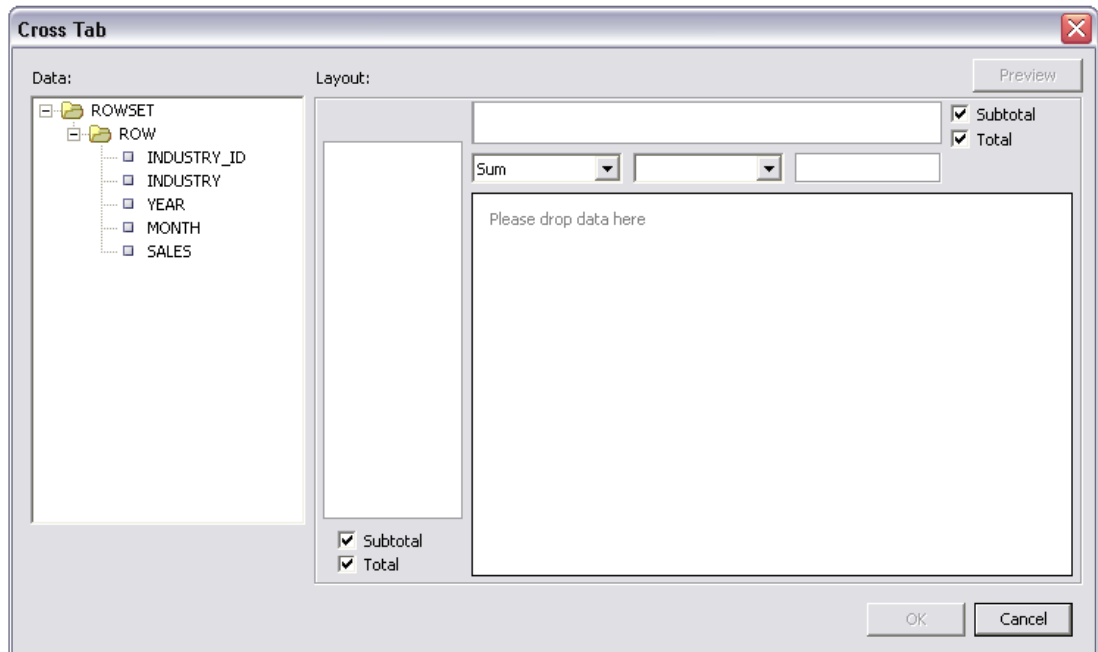 Cross Tab
Data:
Layout:
Preview
ROWSET
ROW
INDUSTRY_ID
INDUSTRY
YEAR
MONTH
SALES
Subtotal
Total
Sum
Please drop data here
Subtotal
Total
OK
Cancel